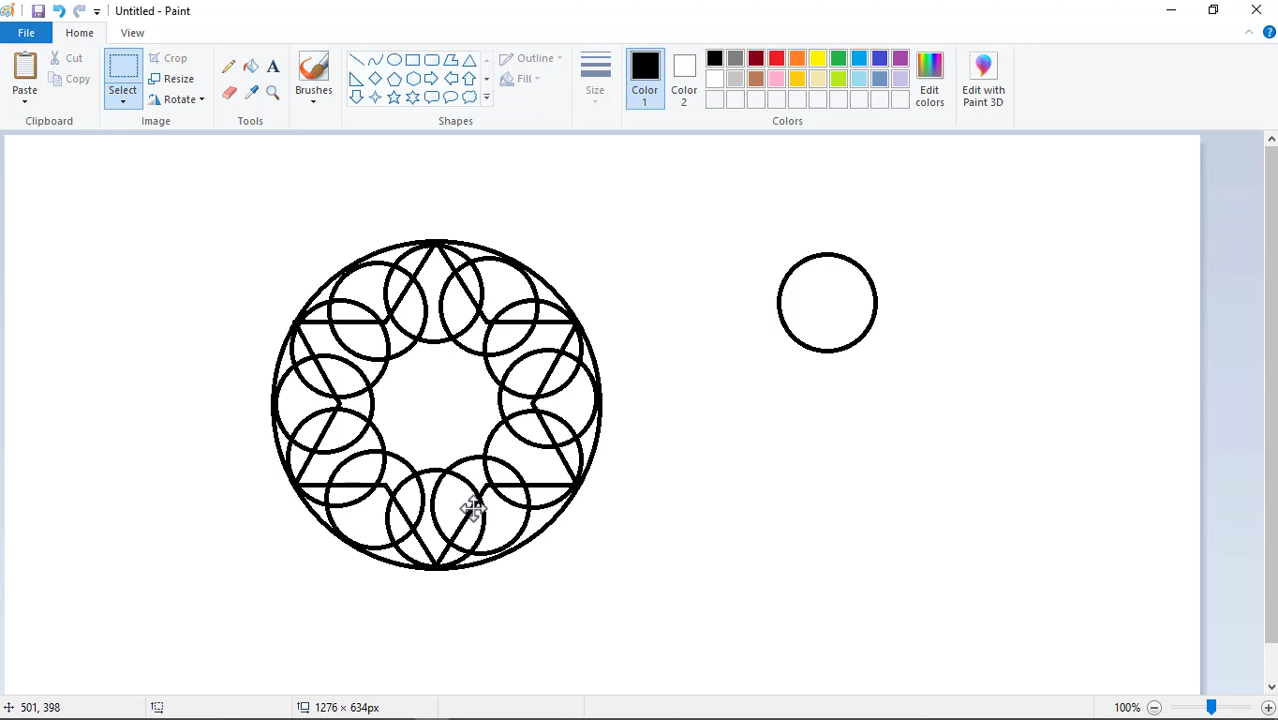 Untitled - Paint
File
Home
View
Paste
Cut
Copy
Clipboard
Select
Crop
Resize
Rotate
Image
A
Tools
Brushes
Outline
Fill
Shapes
Size
Color
1
Color
2
Edit
colors
Edit with
Paint 3D
Colors
?
501, 398
1276 × 634px
100%